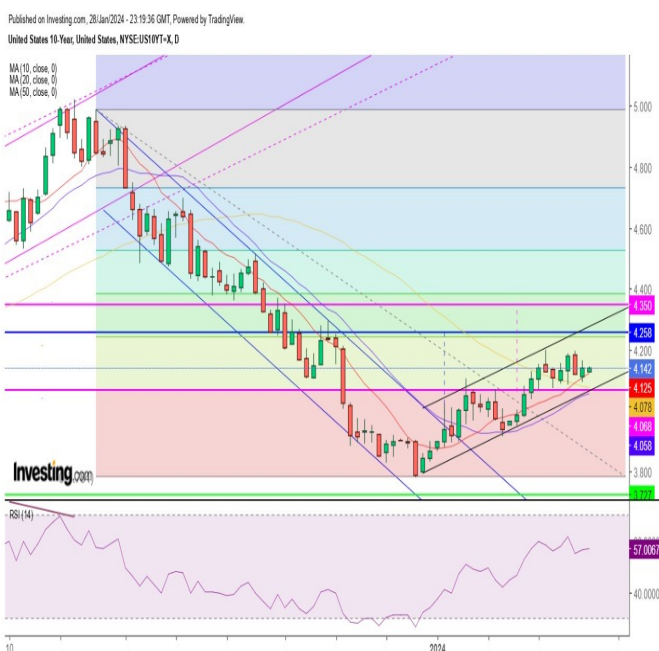 Published on Investing.com, 28/Jan/2024 - 23:19:36 GMT, Powered by TradingView.
United States 10-Year, United States, NYSE:US10YT=X, D
MA (10, close, 0)
MA (20, close, 0)
MA (50, close, 0)
5.000
4.800
4.600
4.400
4.350
4.258
4.200
4.142
4.125
4.078
4.068
4.058
3.800
3.727
Investing.com
RSI (14)
57.0067
40.0000
10
2024